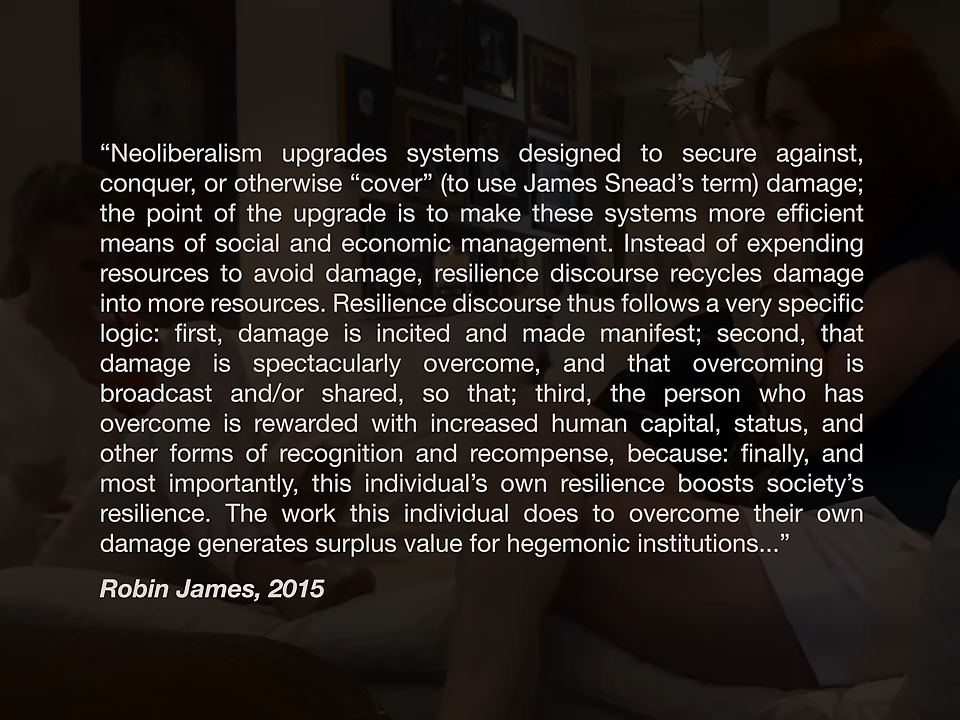 “Neoliberalism upgrades systems designed to secure against,
conquer, or otherwise “cover” (to use James Snead’s term) damage;
the point of the upgrade is to make these systems more efficient
means of social and economic management. Instead of expending
resources to avoid damage, resilience discourse recycles damage
into more resources. Resilience discourse thus follows a very specific
logic: first, damage is incited and made manifest; second, that
damage is spectacularly overcome, and that overcoming is
broadcast and/or shared, so that; third, the person who has
overcome is rewarded with increased human capital, status, and
other forms of recognition and recompense, because: finally, and
most importantly, this individual’s own resilience boosts society’s
resilience. The work this individual does to overcome their own
damage generates surplus value for hegemonic institutions...”
Robin James, 2015